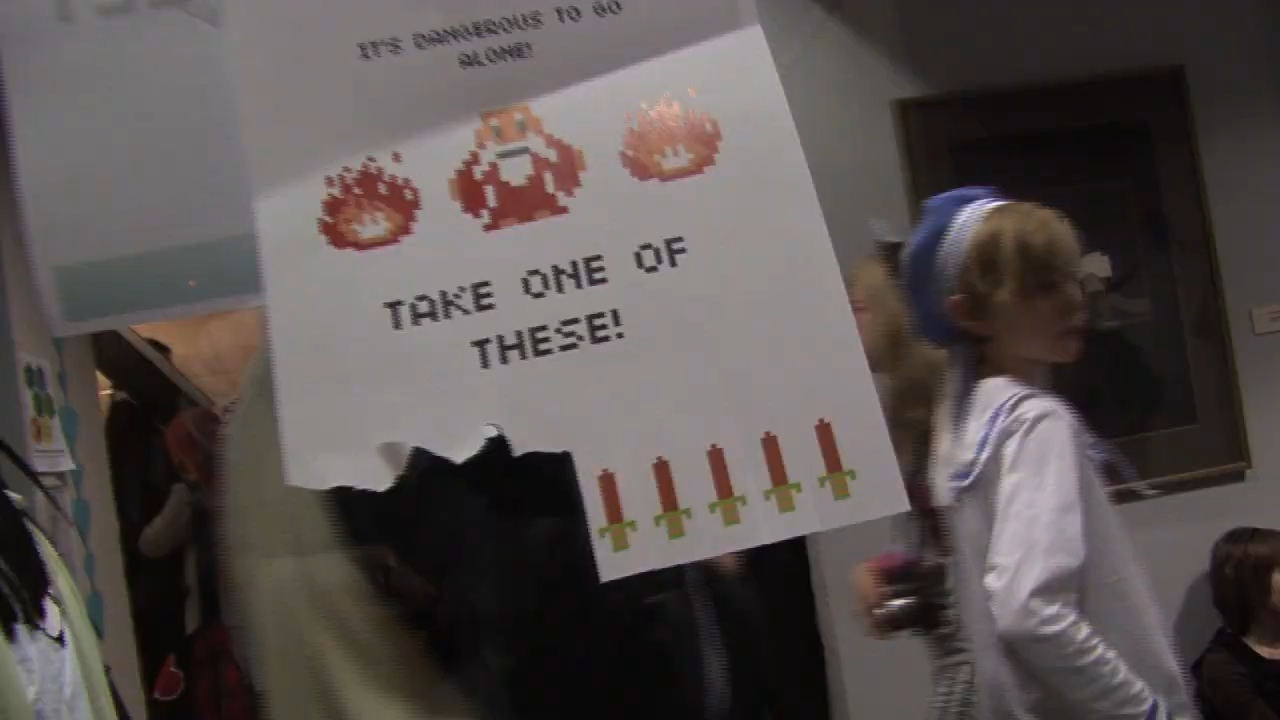 IT'S DANGEROUS TO GO
ALONE!
TAKE ONE OF
THESE!